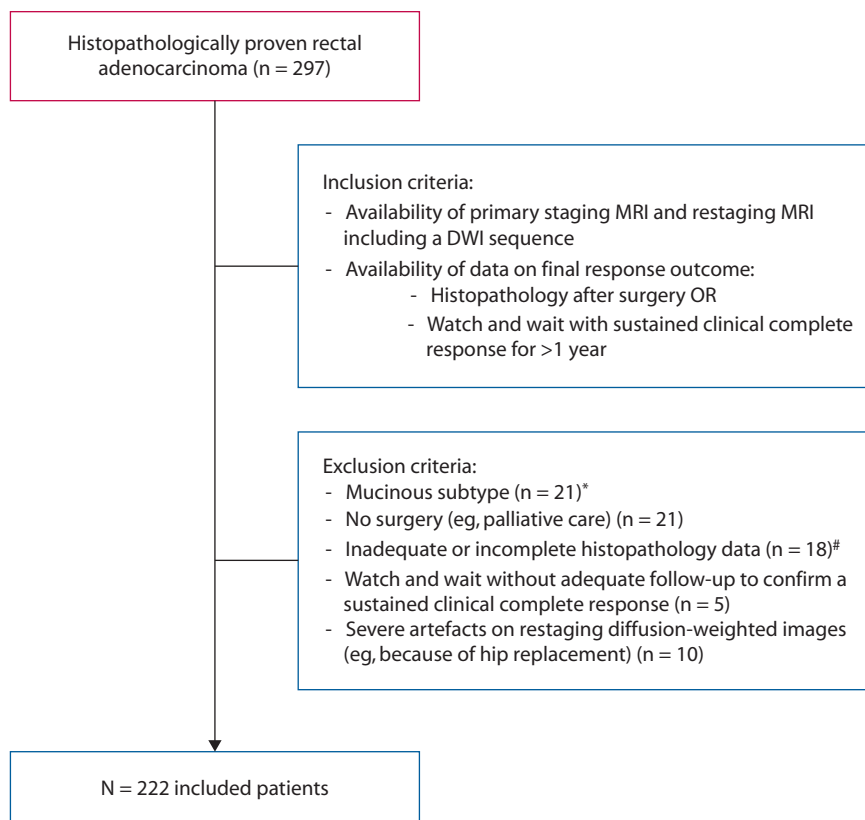 Histopathologically proven rectal
adenocarcinoma (n = 297)
Inclusion criteria:
- Availability of primary staging MRI and restaging MRI
including a DWI sequence
- Availability of data on final response outcome:
- Histopathology after surgery OR
- Watch and wait with sustained clinical complete
response for >1 year
Exclusion criteria:
- Mucinous subtype (n = 21)*
- No surgery (eg, palliative care) (n = 21)
- Inadequate or incomplete histopathology data (n = 18)#
- Watch and wait without adequate follow-up to confirm a
sustained clinical complete response (n = 5)
- Severe artefacts on restaging diffusion-weighted images
(eg, because of hip replacement) (n = 10)
N = 222 included patients